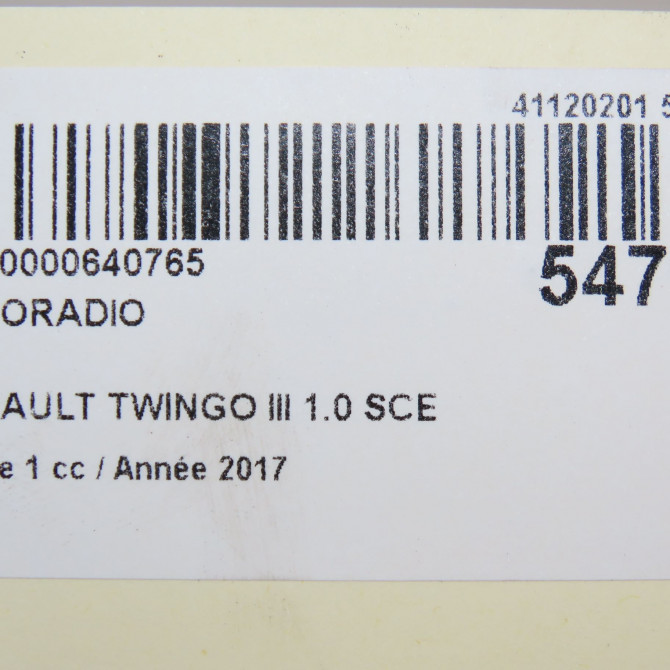 41120201 5
0000640765
547
ORADIO
AULT TWINGO III 1.0 SCE
e 1 cc / Année 2017